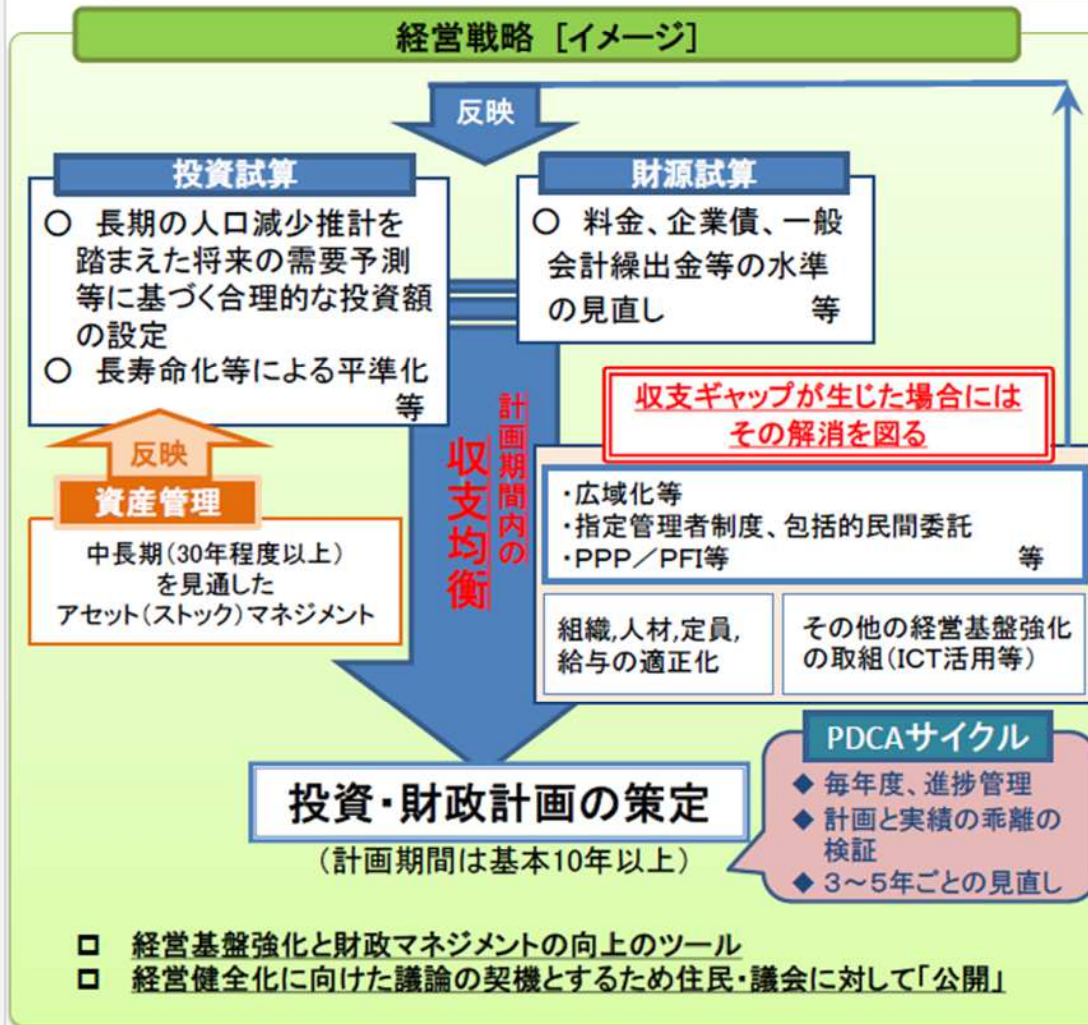 経営戦略 [イメージ]
反映
投資試算
○ 長期の人口減少推計を
踏まえた将来の需要予測
等に基づく合理的な投資額
の設定
○ 長寿命化等による平準化
等
財源試算
○ 料金、企業債、一般
会計繰出金等の水準
の見直し 等
反映
資産管理
中長期(30年程度以上)
を見通した
アセット(ストック)マネジメント
計画期間内の
収支均衡
収支ギャップが生じた場合には
その解消を図る
・広域化等
・指定管理者制度、包括的民間委託
・PPP/PFI等 等
組織,人材,定員,
給与の適正化
その他の経営基盤強化
の取組(ICT活用等)
投資・財政計画の策定
(計画期間は基本10年以上)
PDCAサイクル
◆ 毎年度、進捗管理
◆ 計画と実績の乖離の
検証
◆ 3~5年ごとの見直し
□ 経営基盤強化と財政マネジメントの向上のツール
□ 経営健全化に向けた議論の契機とするため住民・議会に対して「公開」